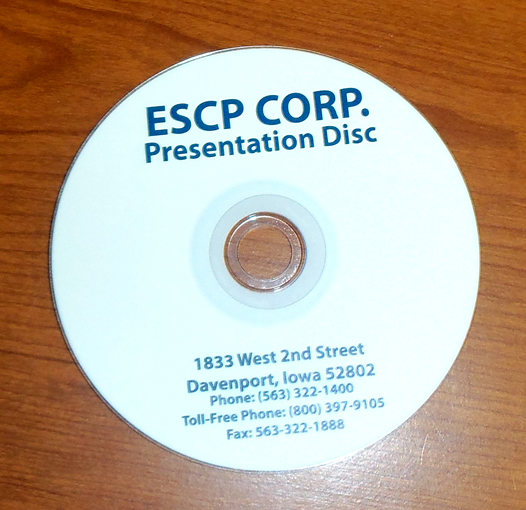 ESCP CORP.
Presentation Disc
1833 West 2nd Street
Davenport, Iowa 52802
Phone: (563) 322-1400
Toll-Free Phone: (800) 397-9105
Fax: 563-322-1888